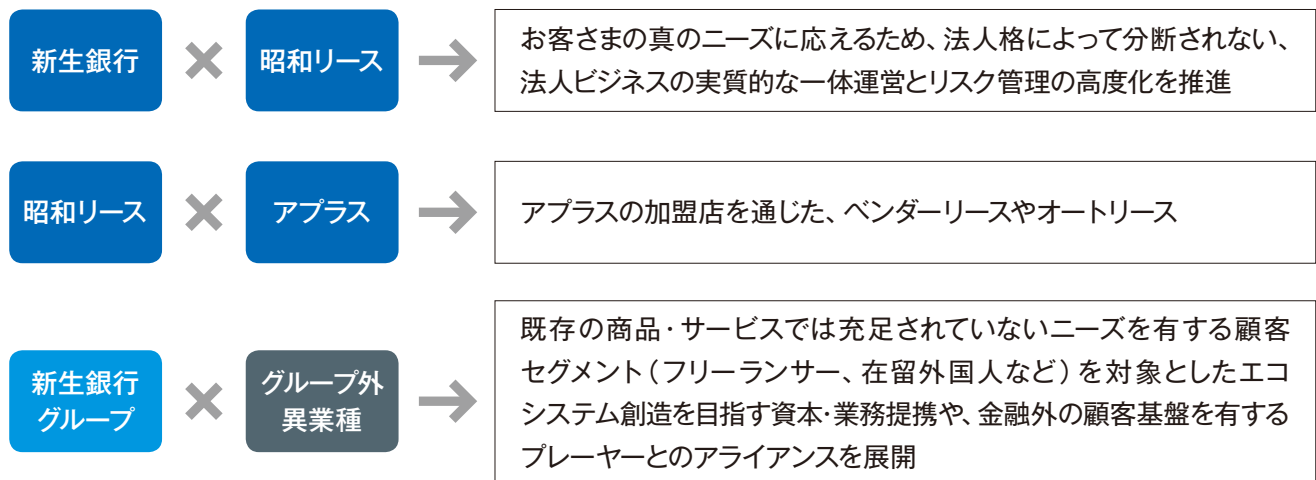 新生銀行 × 昭和リース → お客さまの真のニーズに応えるため、法人格によって分断されない、
法人ビジネスの実質的な一体運営とリスク管理の高度化を推進
昭和リース × アプラス → アプラスの加盟店を通じた、ベンダーリースやオートリース
新生銀行
グループ
×
グループ外
異業種
→
既存の商品・サービスでは充足されていないニーズを有する顧客
セグメント(フリーランサー、在留外国人など)を対象としたエコ
システム創造を目指す資本・業務提携や、金融外の顧客基盤を有する
プレーヤーとのアライアンスを展開